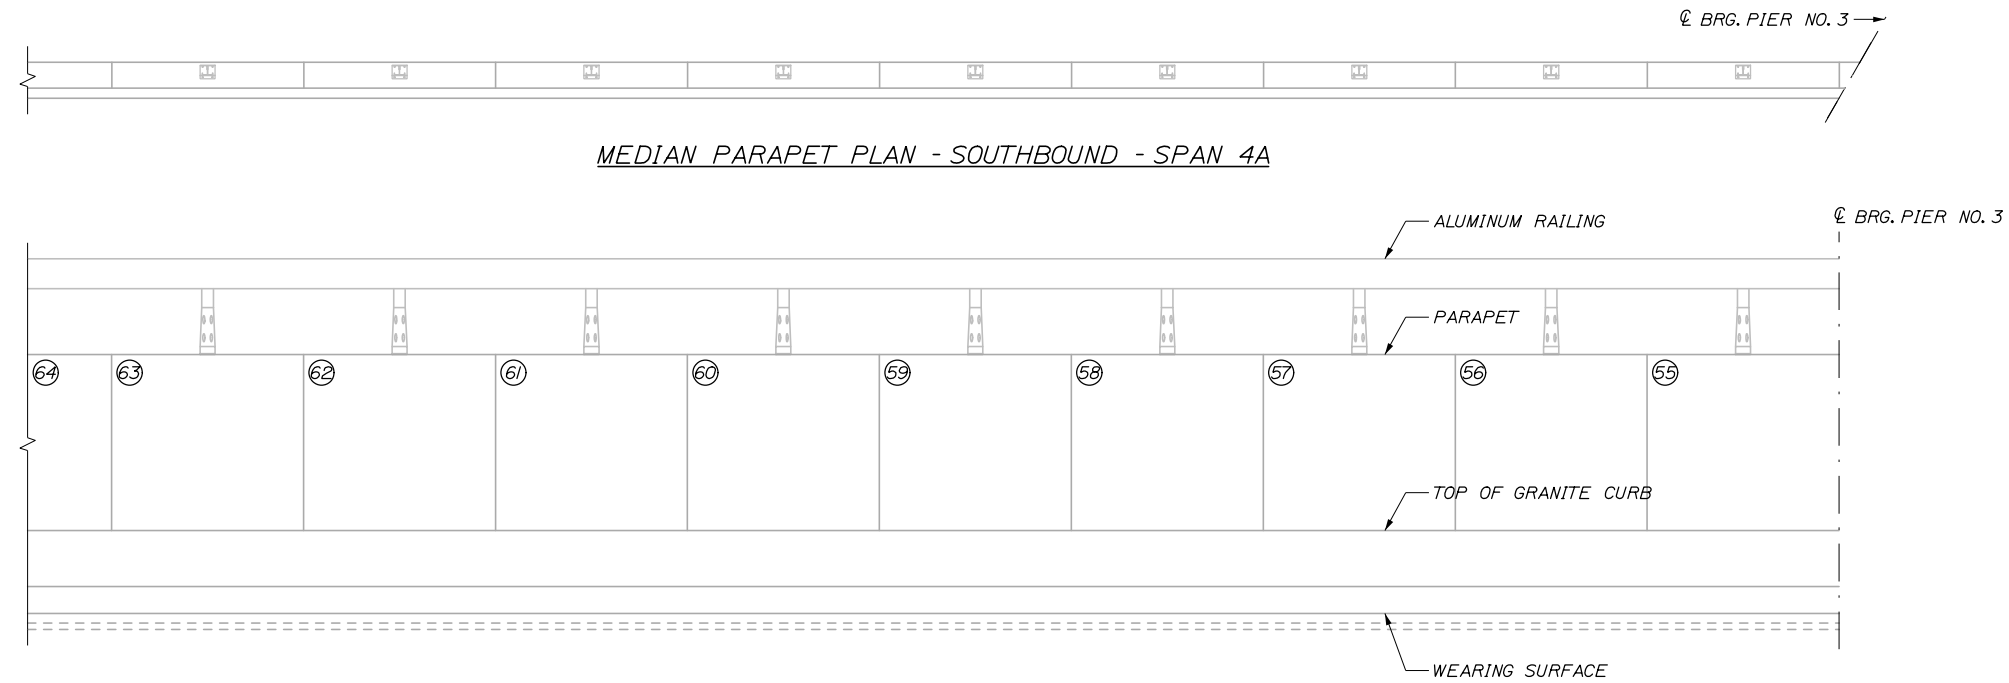 ℄ BRG. PIER NO. 3
MEDIAN PARAPET PLAN - SOUTHBOUND - SPAN 4A
℄ BRG. PIER NO. 3
ALUMINUM RAILING
PARAPET
64 63 62 61 60 59 58 57 56 55
TOP OF GRANITE CURB
WEARING SURFACE